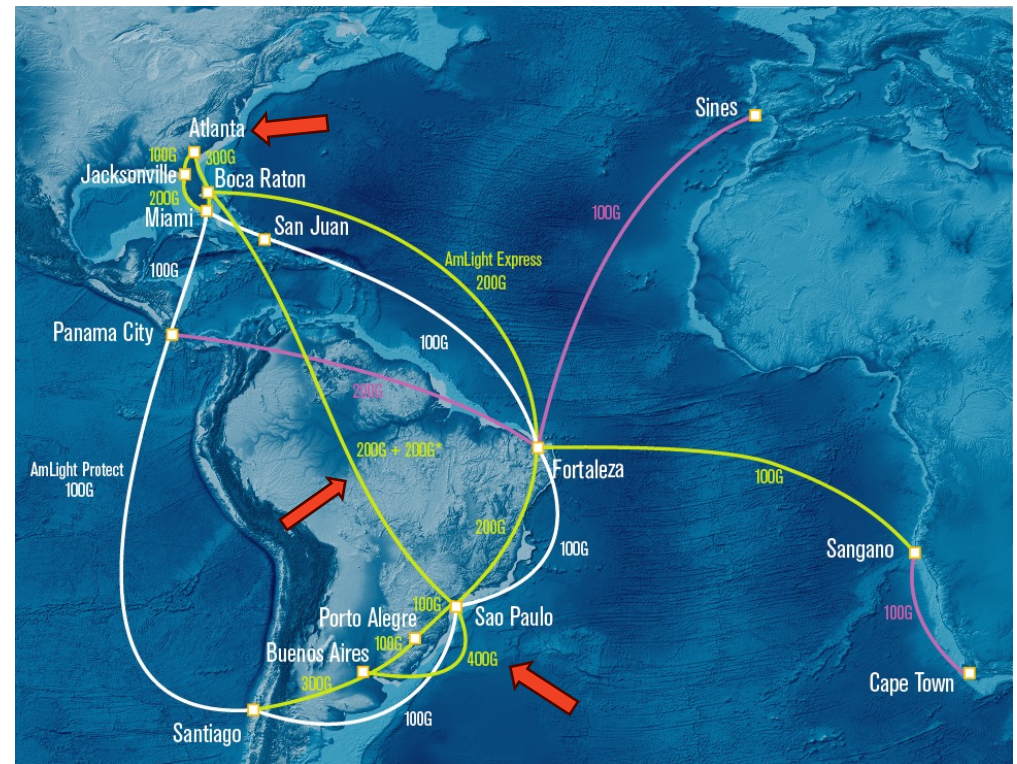 Sines
Atlanta
100G
300G
Jacksonville
Boca Raton
200G
Miami
San Juan
100G
AmLight Express
200G
100G
Panama City
100G
200G
200G + 200G*
AmLight Protect
100G
Fortaleza
100G
200G
100G
Sangano
100G
Porto Alegre
Sao Paulo
100G
100G
Buenos Aires
400G
300G
Cape Town
100G
Santiago